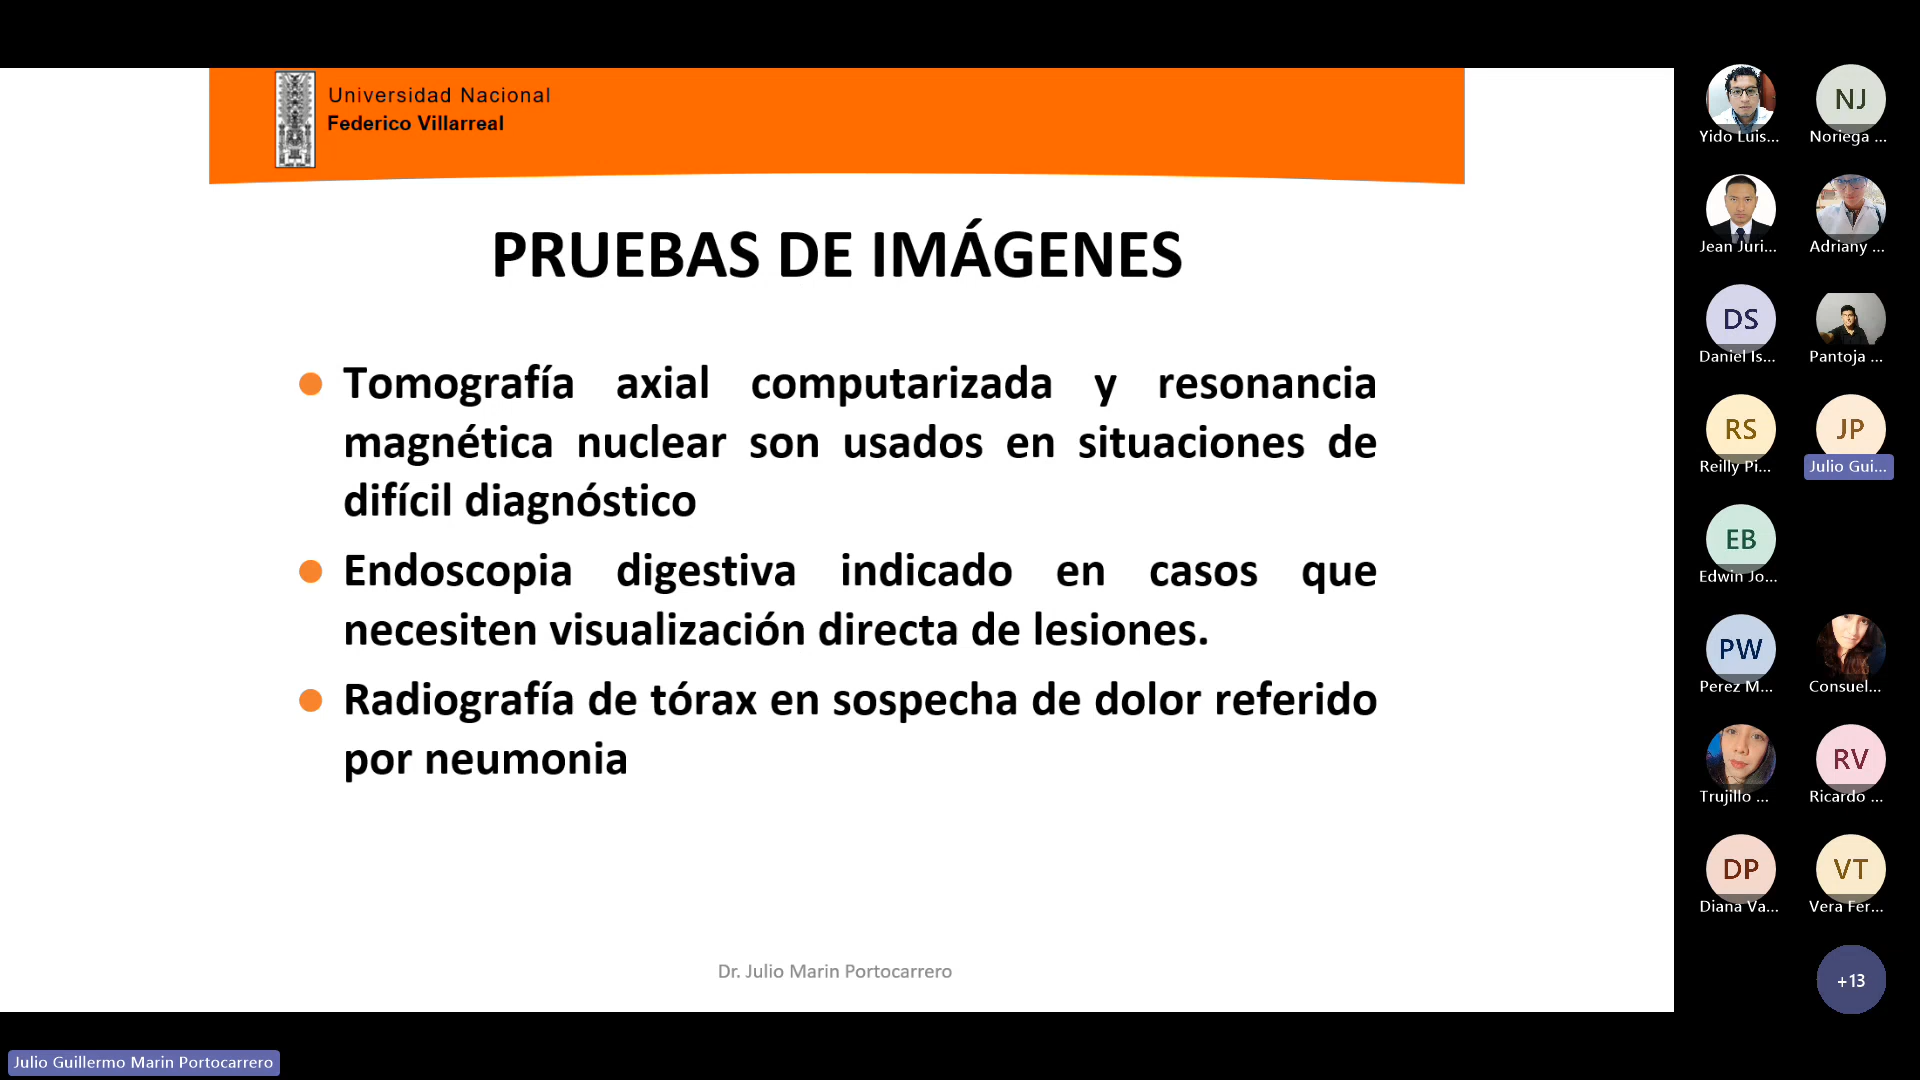 Universidad Nacional
Federico Villarreal
PRUEBAS DE IMÁGENES
Tomografía axial computarizada y resonancia
magnética nuclear son usados en situaciones de
difícil diagnóstico
Endoscopia digestiva indicado en casos que
necesiten visualización directa de lesiones.
Radiografía de tórax en sospecha de dolor referido
por neumonia
Dr. Julio Marin Portocarrero
Julio Guillermo Marin Portocarrero
Yido Luis...
NJ
Noriega ...
Jean Juri...
Adriany ...
DS
Daniel Is...
Pantoja ...
RS
Reilly Pi...
JP
Julio Gui...
EB
Edwin Jo...
PW
Perez M...
Consuel...
Trujillo ...
RV
Ricardo ...
DP
Diana Va...
VT
Vera Fer...
+13